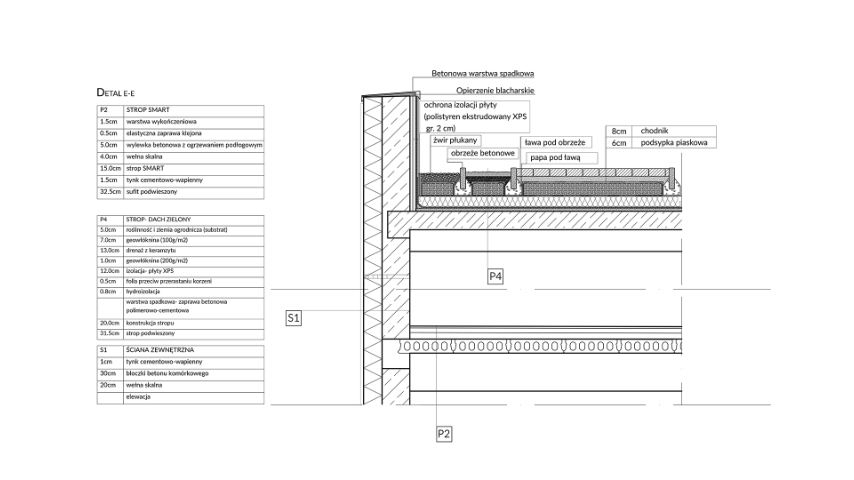 DETAL E-E
P2 STROP SMART
1.5cm warstwa wykończeniowa
0.5cm elastyczna zaprawa klejona
5.0cm wylewka betonowa z ogrzewaniem podłogowym
4.0cm wełna skalna
15.0cm strop SMART
1.5cm tynk cementowo-wapienny
32.5cm sufit podwieszony
P4 STROP- DACH ZIELONY
5.0cm roślinność i ziemia ogrodnicza (substrat)
7.0cm geowłóknina (100g/m2)
13.0cm drenaż z keramzytu
1.0cm geowłóknina (200g/m2)
12.0cm izolacja- płyty XPS
0.5cm folia przeciw przerastaniu korzeni
0.8cm hydroizolacja
warstwa spadkowa- zaprawa betonowa
polimerowo-cementowa
20.0cm konstrukcja stropu
31.5cm strop podwieszony
S1 ŚCIANA ZEWNĘTRZNA
1cm tynk cementowo-wapienny
30cm bloczki betonu komórkowego
20cm wełna skalna
elewacja
Betonowa warstwa spadkowa
Opierzenie blacharskie
ochrona izolacji płyty
(polistyren ekstrudowany XPS
gr. 2 cm)
żwir płukany
obrzeże betonowe
ława pod obrzeże
papa pod ławą
8cm chodnik
6cm podsypka piaskowa
P4
S1
P2